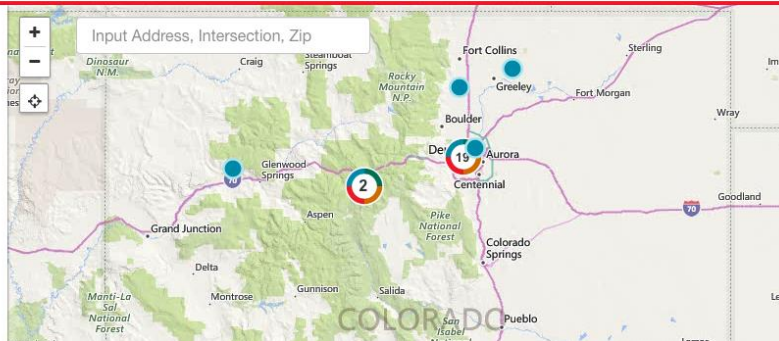 +
Input Address, Intersection, Zip
−
Dinosaur
N.M.
Craig
Steamboat
Springs
Fort Collins
Sterling
Rocky
Mountain
N.P.
Greeley
Fort Morgan
Wray
Boulder
19
Aurora
Centennial
Glenwood
Springs
70
2
Goodland
70
Aspen
Pike
National
Forest
Grand Junction
Colorado
Springs
Delta
Manti-La
Sal
National
Forest
Montrose
Gunnison
Salida
COLORADO
San
Isabel
Pueblo